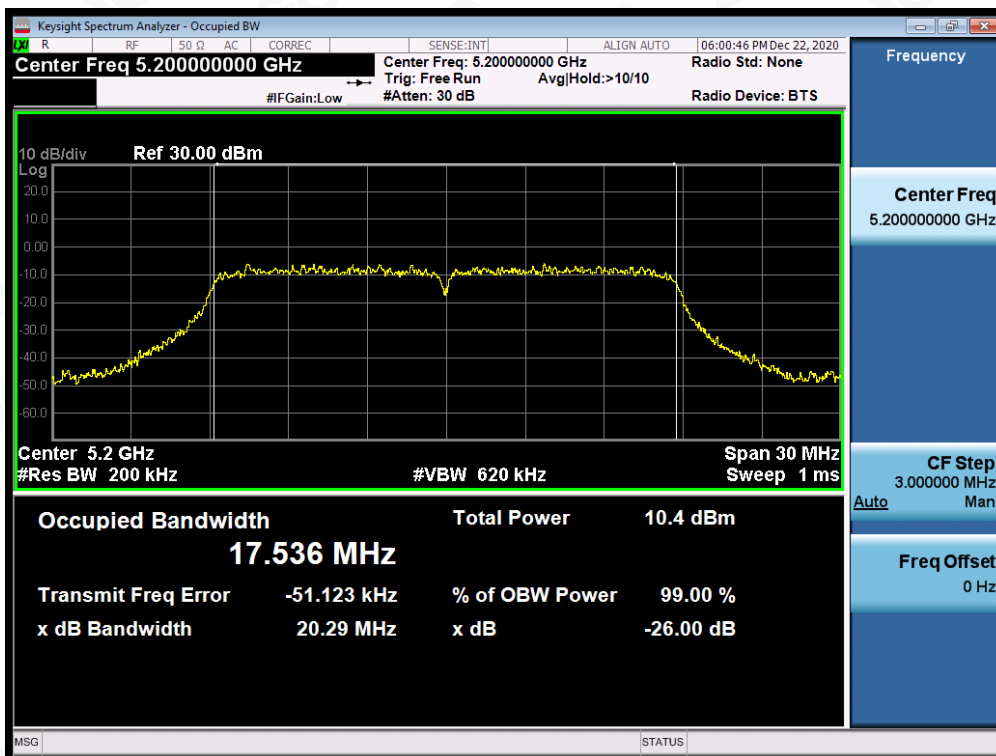 Keysight Spectrum Analyzer - Occupied BW
LXI R RF 50 Ω AC CORREC SENSE:INT ALIGN AUTO 06:00:46 PM Dec 22, 2020
Center Freq 5.200000000 GHz
Center Freq: 5.200000000 GHz
Radio Std: None
Trig: Free Run Avg|Hold:>10/10
#IFGain:Low #Atten: 30 dB Radio Device: BTS
10 dB/div Ref 30.00 dBm
Log
20.0
10.0
0.00
-10.0
-20.0
-30.0
-40.0
-50.0
-60.0
Center 5.2 GHz Span 30 MHz
#Res BW 200 kHz #VBW 620 kHz Sweep 1 ms
Occupied Bandwidth Total Power 10.4 dBm
17.536 MHz
Transmit Freq Error -51.123 kHz % of OBW Power 99.00 %
x dB Bandwidth 20.29 MHz x dB -26.00 dB
MSG STATUS
Frequency
Center Freq
5.200000000 GHz
CF Step
3.000000 MHz
Auto Man
Freq Offset
0 Hz